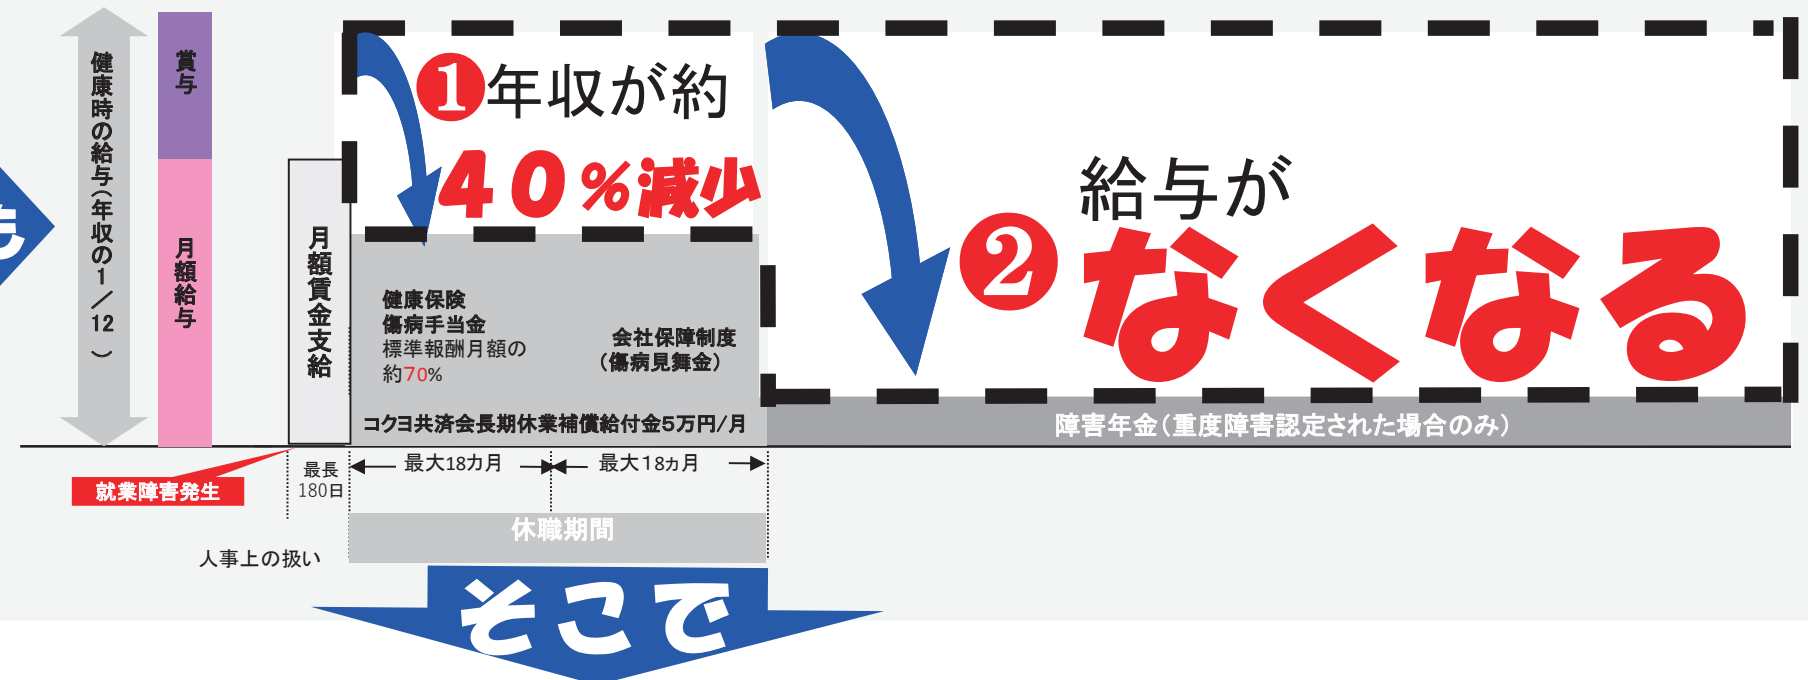 も
健康時の給与(年収の1／12)
賞与
月額給与
月額賃金支給
❶年収が約
４０％減少
健康保険
傷病手当金
標準報酬月額の
約70%
会社保障制度
(傷病見舞金)
コクヨ共済会長期休業補償給付金5万円/月
給与が
❷なくなる
障害年金(重度障害認定された場合のみ)
就業障害発生
最長
180日
最大18カ月
最大１8ヵ月
休職期間
人事上の扱い
そこで